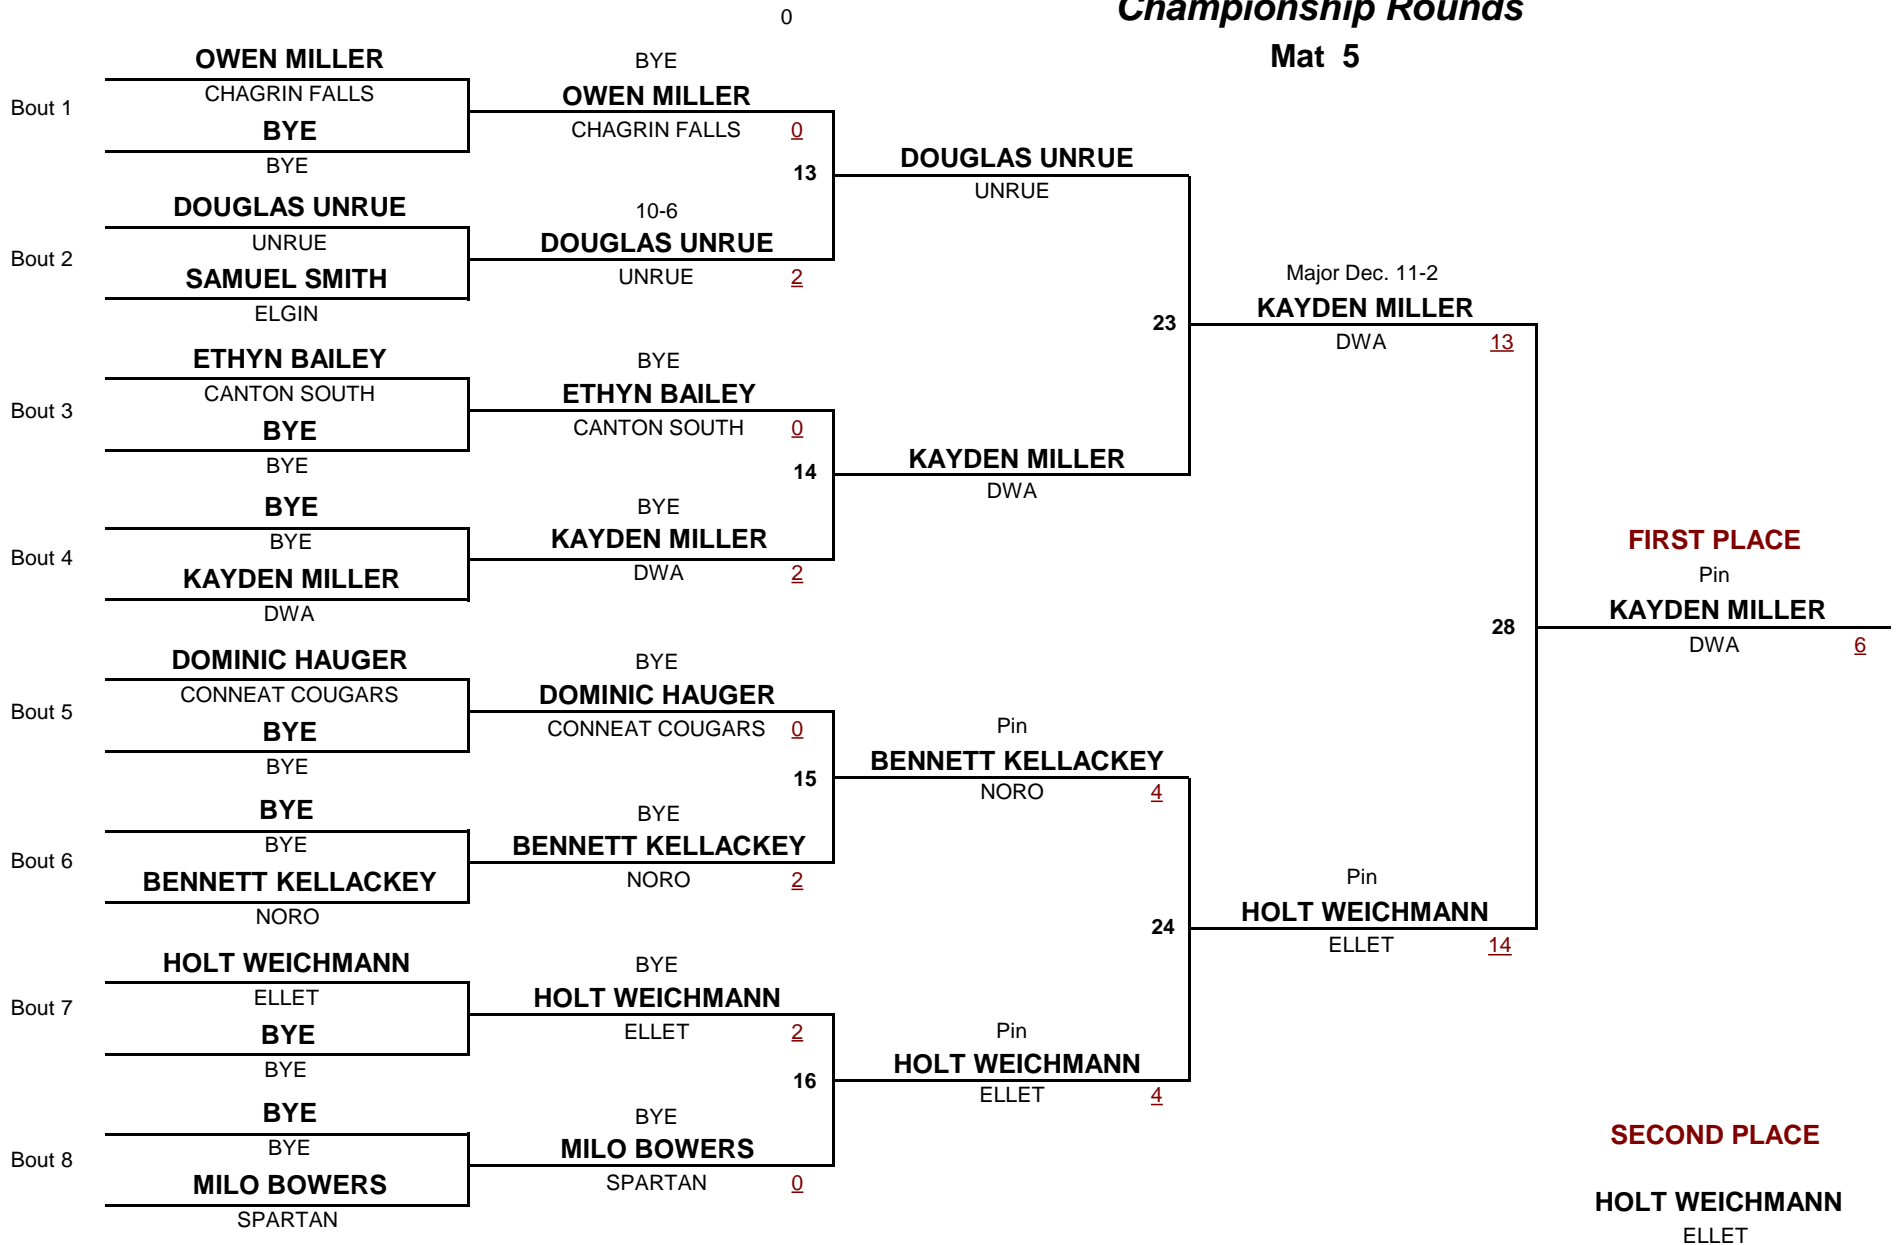 Championship Rounds
Mat 5
0
OWEN MILLER
CHAGRIN FALLS
Bout 1
BYE
BYE
DOUGLAS UNRUE
UNRUE
Bout 2
SAMUEL SMITH
ELGIN
ETHYN BAILEY
CANTON SOUTH
Bout 3
BYE
BYE
BYE
BYE
Bout 4
KAYDEN MILLER
DWA
DOMINIC HAUGER
CONNEAT COUGARS
Bout 5
BYE
BYE
BYE
BYE
Bout 6
BENNETT KELLACKEY
NORO
HOLT WEICHMANN
ELLET
Bout 7
BYE
BYE
BYE
BYE
Bout 8
MILO BOWERS
SPARTAN
BYE
OWEN MILLER
CHAGRIN FALLS 0
13
10-6
DOUGLAS UNRUE
UNRUE 2
BYE
ETHYN BAILEY
CANTON SOUTH 0
14
BYE
KAYDEN MILLER
DWA 2
BYE
DOMINIC HAUGER
CONNEAT COUGARS 0
15
BYE
BENNETT KELLACKEY
NORO 2
BYE
HOLT WEICHMANN
ELLET 2
16
BYE
MILO BOWERS
SPARTAN 0
DOUGLAS UNRUE
UNRUE
23
KAYDEN MILLER
DWA
Pin
BENNETT KELLACKEY
NORO 4
24
Pin
HOLT WEICHMANN
ELLET 4
Major Dec. 11-2
KAYDEN MILLER
DWA 13
28
Pin
HOLT WEICHMANN
ELLET 14
FIRST PLACE
Pin
KAYDEN MILLER
DWA 6
SECOND PLACE
HOLT WEICHMANN
ELLET